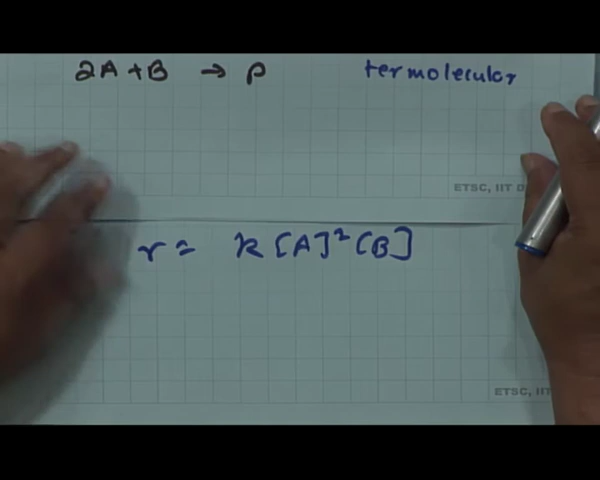 2A + B → P termolecular
ETSC, IIT D
r = k [A]² [B]
ETSC, IIT